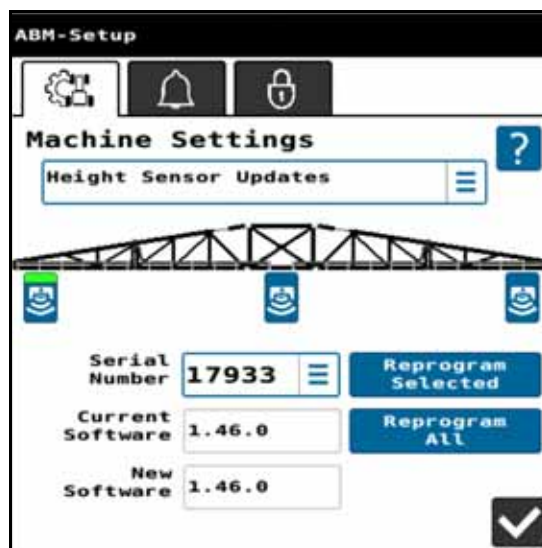 ABM-Setup
1
Machine Settings
?
Height Sensor Updates
Serial
Number
17933
Reprogram
Selected
Current
Software
1.46.0
Reprogram
All
New
Software
1.46.0